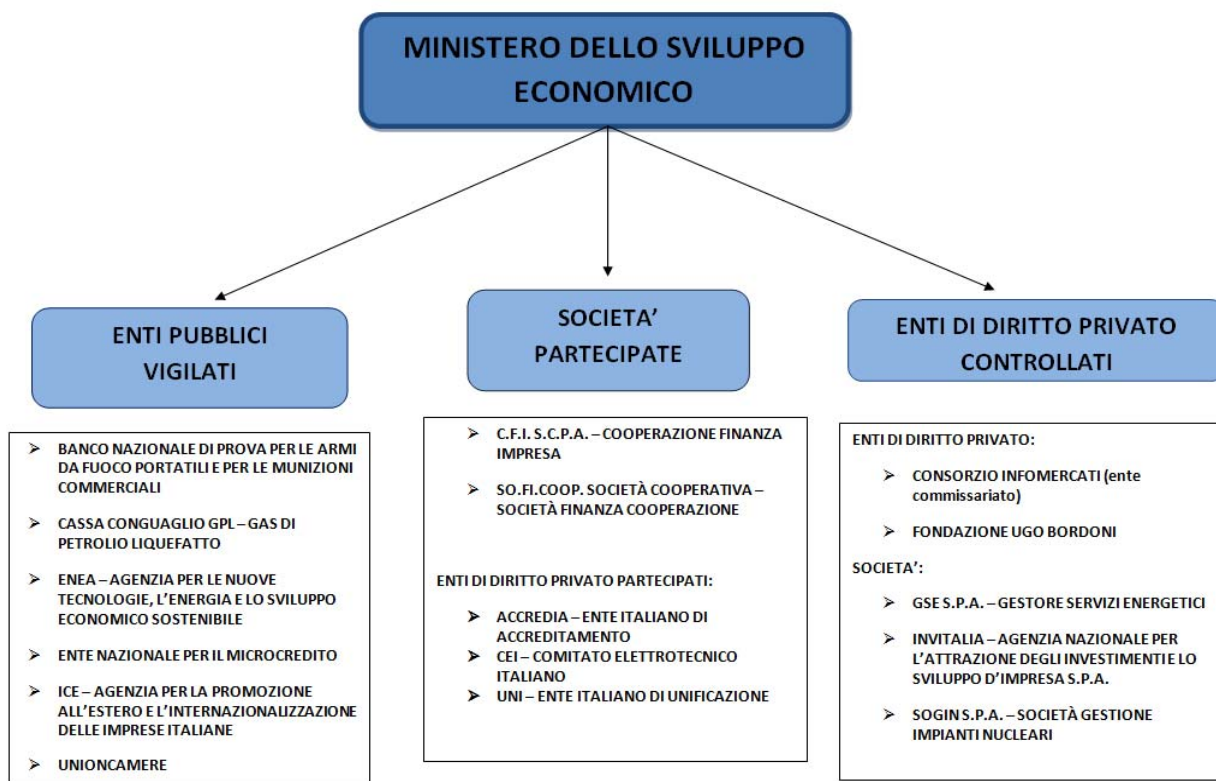 MINISTERO DELLO SVILUPPO
ECONOMICO
ENTI PUBBLICI
VIGILATI
➢ BANCO NAZIONALE DI PROVA PER LE ARMI
DA FUOCO PORTATILI E PER LE MUNIZIONI
COMMERCIALI
➢ CASSA CONGUAGLIO GPL – GAS DI
PETROLIO LIQUEFATTO
➢ ENEA – AGENZIA PER LE NUOVE
TECNOLOGIE, L’ENERGIA E LO SVILUPPO
ECONOMICO SOSTENIBILE
➢ ENTE NAZIONALE PER IL MICROCREDITO
➢ ICE – AGENZIA PER LA PROMOZIONE
ALL’ESTERO E L’INTERNAZIONALIZZAZIONE
DELLE IMPRESE ITALIANE
➢ UNIONCAMERE
SOCIETA’
PARTECIPATE
➢ C.F.I. S.C.P.A. – COOPERAZIONE FINANZA
IMPRESA
➢ SO.FI.COOP. SOCIETÀ COOPERATIVA –
SOCIETÀ FINANZA COOPERAZIONE
ENTI DI DIRITTO PRIVATO PARTECIPATI:
➢ ACCREDIA – ENTE ITALIANO DI
ACCREDITAMENTO
➢ CEI – COMITATO ELETTROTECNICO
ITALIANO
➢ UNI – ENTE ITALIANO DI UNIFICAZIONE
ENTI DI DIRITTO PRIVATO
CONTROLLATI
ENTI DI DIRITTO PRIVATO:
➢ CONSORZIO INFOMERCATI (ente
commissariato)
➢ FONDAZIONE UGO BORDONI
SOCIETA’:
➢ GSE S.P.A. – GESTORE SERVIZI ENERGETICI
➢ INVITALIA – AGENZIA NAZIONALE PER
L’ATTRAZIONE DEGLI INVESTIMENTI E LO
SVILUPPO D’IMPRESA S.P.A.
➢ SOGIN S.P.A. – SOCIETÀ GESTIONE
IMPIANTI NUCLEARI